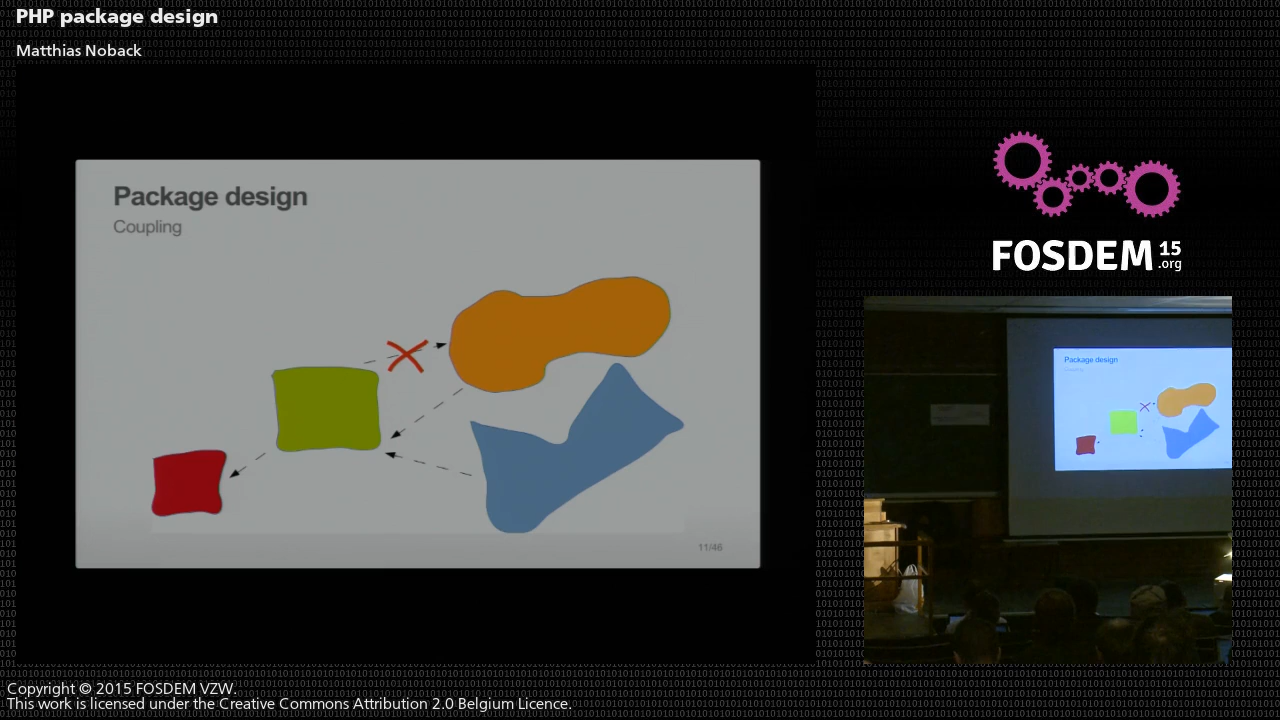 PHP package design
Matthias Noback
Package design
Coupling
11/46
FOSDEM 15
.org
Package design
Coupling
Copyright © 2015 FOSDEM VZW.
This work is licensed under the Creative Commons Attribution 2.0 Belgium Licence.